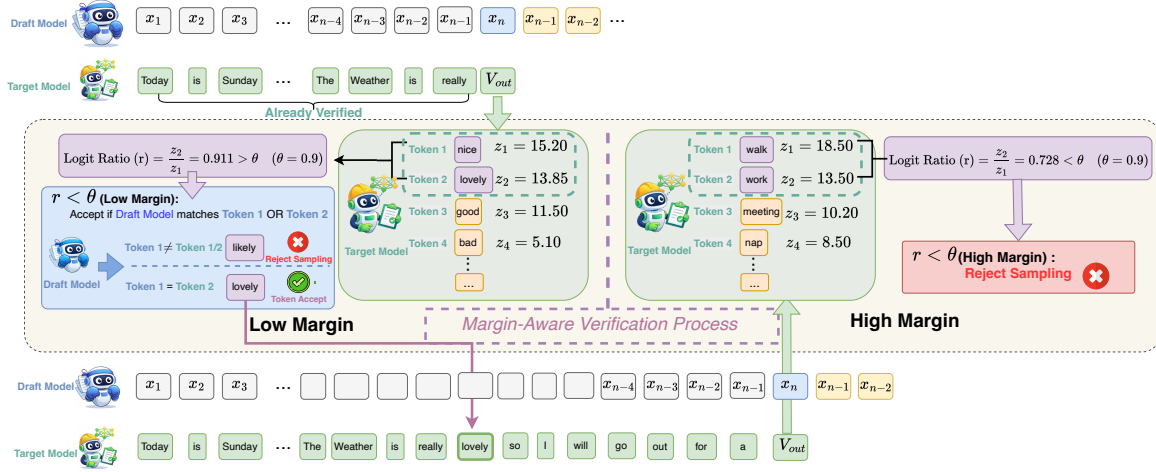 Draft Model x₁ x₂ x₃ ... xₙ₋₄ xₙ₋₃ xₙ₋₂ xₙ₋₁ xₙ xₙ₋₁ xₙ₋₂ ...
Target Model Today is Sunday ... The Weather is really V_out
Already Verified
Logit Ratio (r) = z₂/z₁ = 0.911 > θ (θ = 0.9)
r < θ (Low Margin):
Accept if Draft Model matches Token 1 OR Token 2
Draft Model
Token 1 ≠ Token 1/2 likely Reject Sampling
Token 1 = Token 2 lovely Token Accept
Low Margin
Target Model
Token 1 nice z₁ = 15.20
Token 2 lovely z₂ = 13.85
Token 3 good z₃ = 11.50
Token 4 bad z₄ = 5.10
...
Margin-Aware Verification Process
Target Model
Token 1 walk z₁ = 18.50
Token 2 work z₂ = 13.50
Token 3 meeting z₃ = 10.20
Token 4 nap z₄ = 8.50
...
High Margin
Logit Ratio (r) = z₂/z₁ = 0.728 < θ (θ = 0.9)
r < θ (High Margin) :
Reject Sampling
Draft Model x₁ x₂ x₃ ... xₙ₋₄ xₙ₋₃ xₙ₋₂ xₙ₋₁ xₙ xₙ₋₁ xₙ₋₂
Target Model Today is Sunday ... The Weather is really lovely so I will go out for a V_out